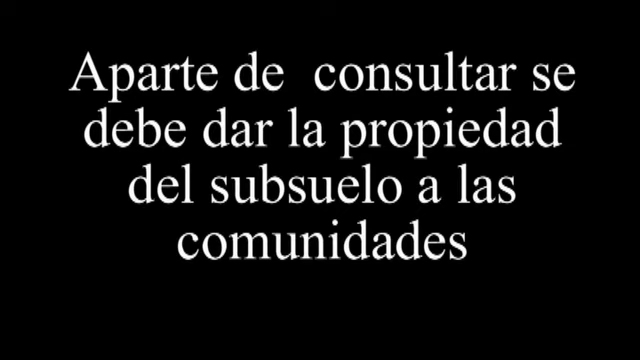 Aparte de  consultar se
debe dar la propiedad
del subsuelo a las
comunidades